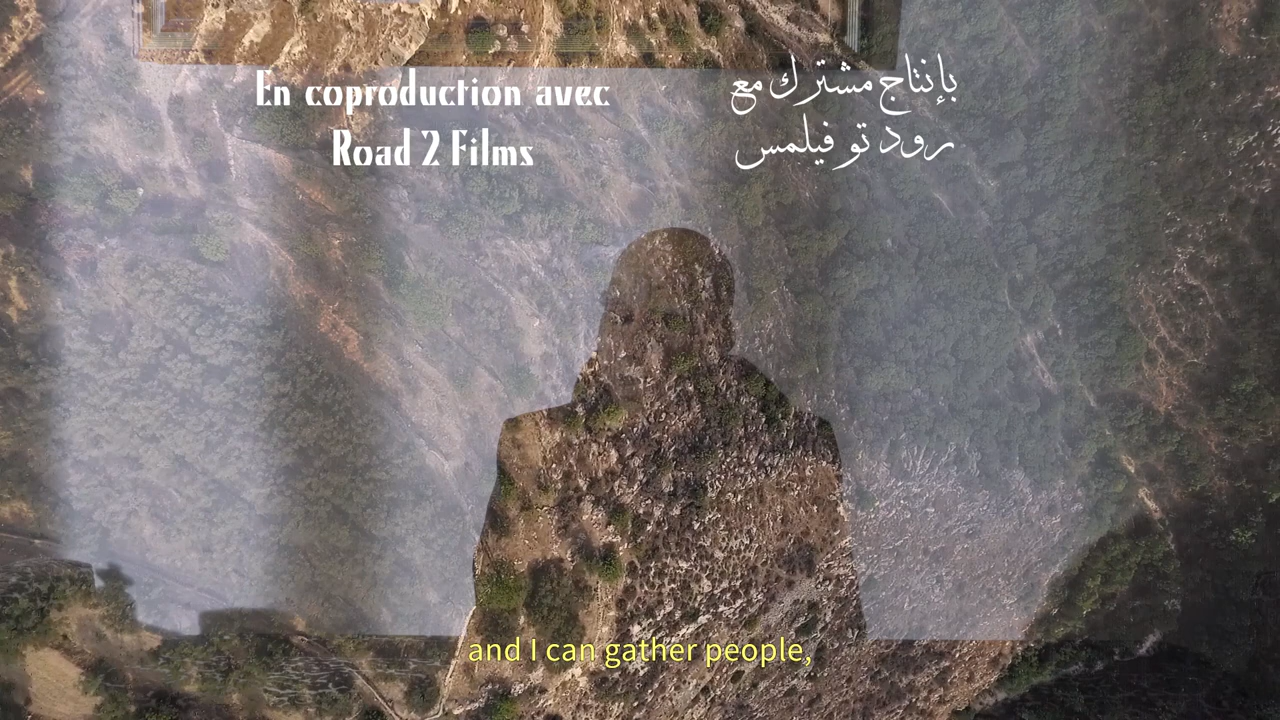 En coproduction avec
Road 2 Films
بإنتاج مشترك مع
رود تو فيلمس
and I can gather people,